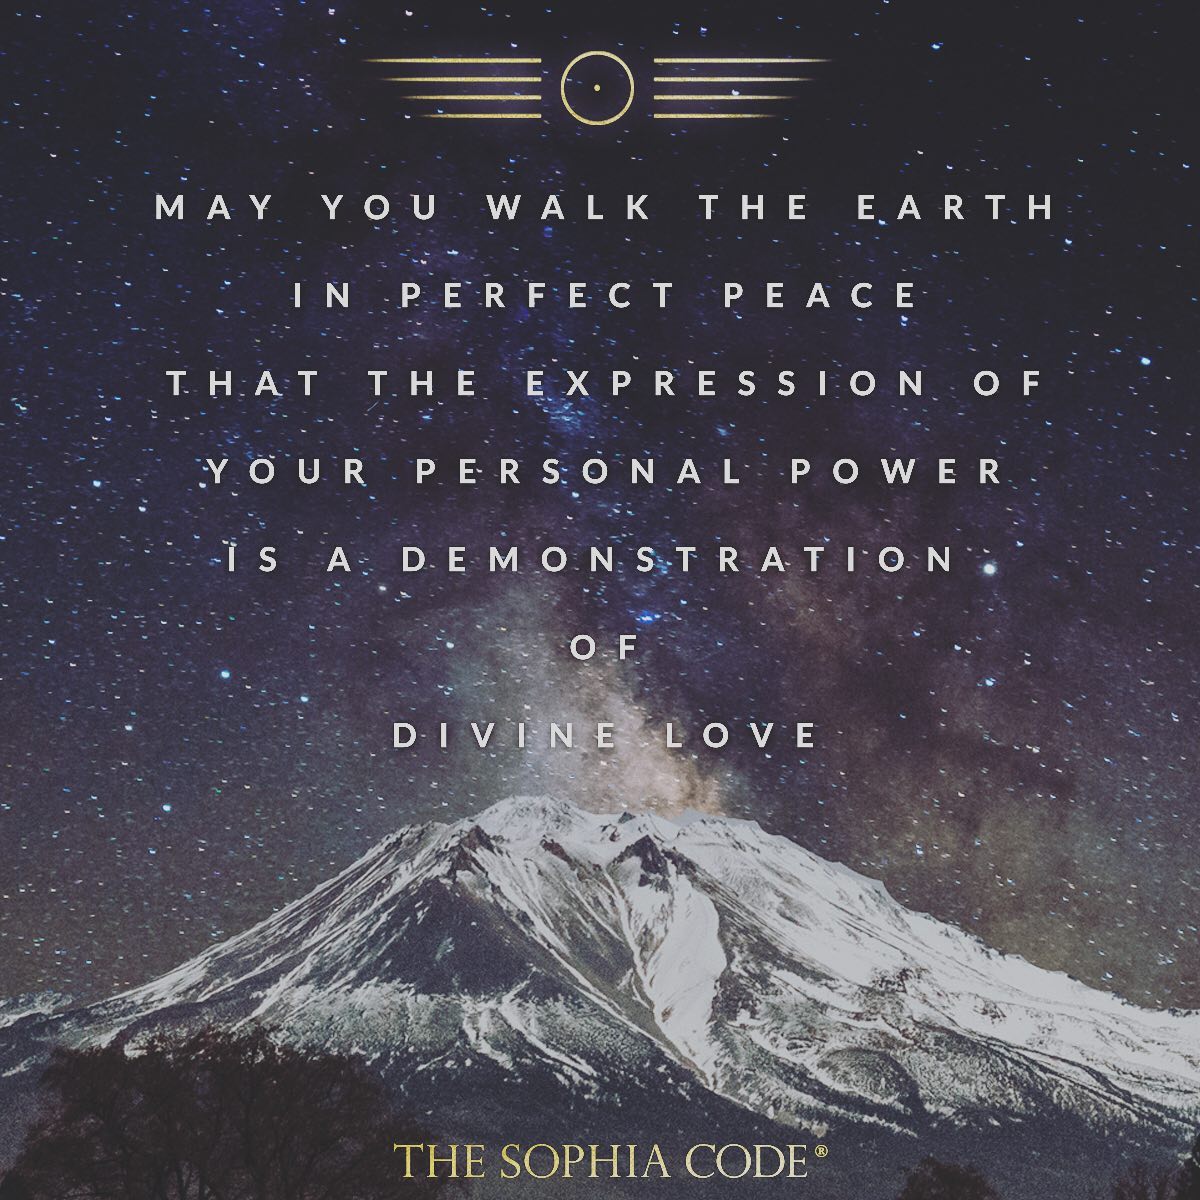 MAY YOU WALK THE EARTH
IN PERFECT PEACE
THAT THE EXPRESSION OF
YOUR PERSONAL POWER
IS A DEMONSTRATION
OF
DIVINE LOVE
THE SOPHIA CODE®